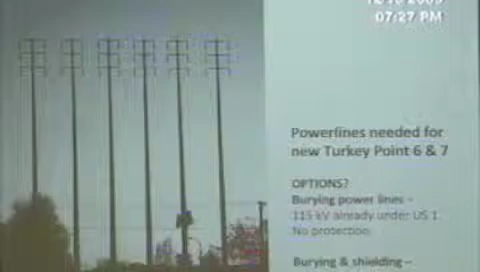 07:27 PM
Powerlines needed for
new Turkey Point 6 & 7
OPTIONS?
Burying power lines –
115 kV already under US 1.
No protection.
Burying & shielding –